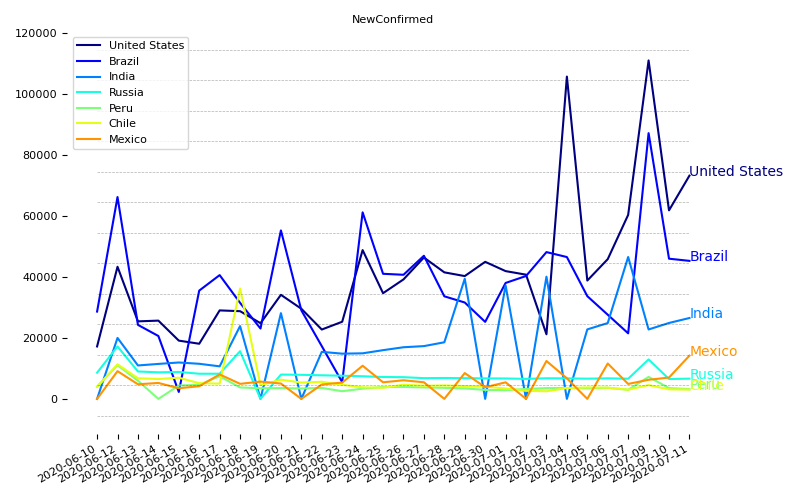 NewConfirmed
120000
100000
80000
60000
40000
20000
0
United States
Brazil
India
Russia
Peru
Chile
Mexico
United States
Brazil
India
Mexico
Russia
Peru
Chile
2020-06-10
2020-06-12
2020-06-13
2020-06-14
2020-06-15
2020-06-16
2020-06-17
2020-06-18
2020-06-19
2020-06-20
2020-06-21
2020-06-22
2020-06-23
2020-06-24
2020-06-25
2020-06-26
2020-06-27
2020-06-28
2020-06-29
2020-06-30
2020-07-01
2020-07-02
2020-07-03
2020-07-04
2020-07-05
2020-07-06
2020-07-07
2020-07-09
2020-07-10
2020-07-11